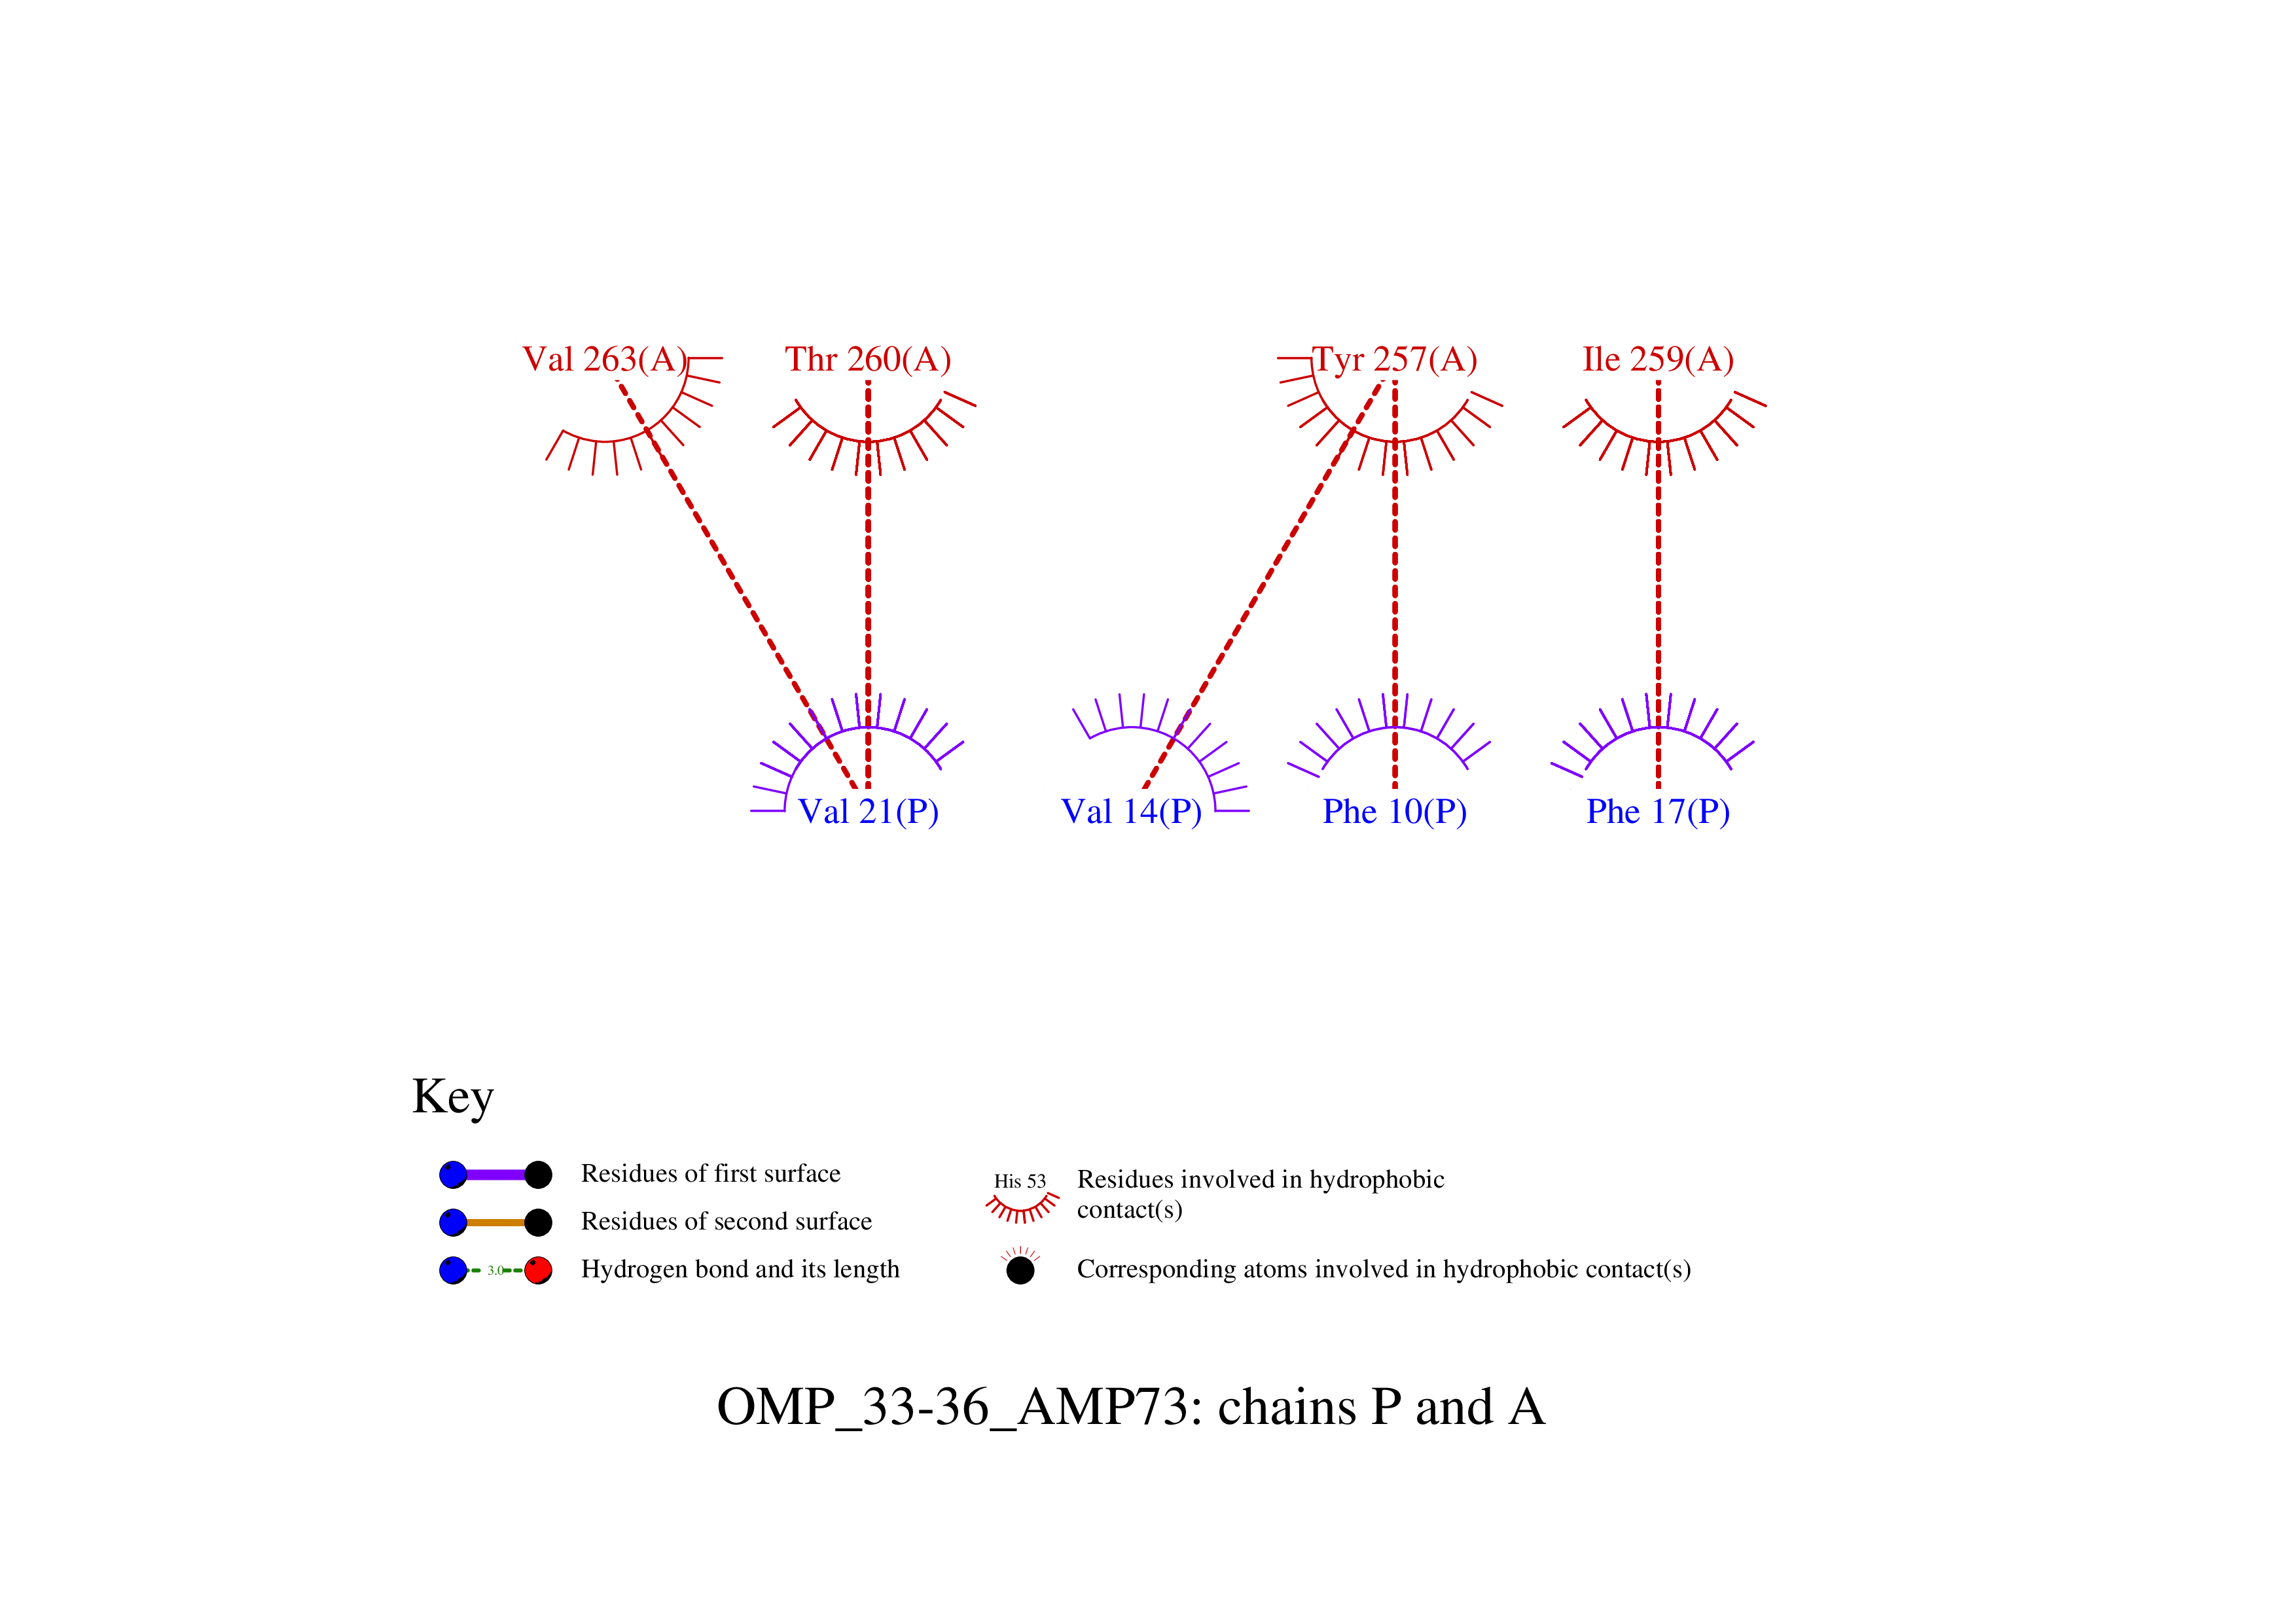 Val 263(A) Thr 260(A) Tyr 257(A) Ile 259(A)
Val 21(P) Val 14(P) Phe 10(P) Phe 17(P)
Key
Residues of first surface
Residues of second surface
3.0 Hydrogen bond and its length
His 53 Residues involved in hydrophobic
contact(s)
Corresponding atoms involved in hydrophobic contact(s)
OMP_33-36_AMP73: chains P and A